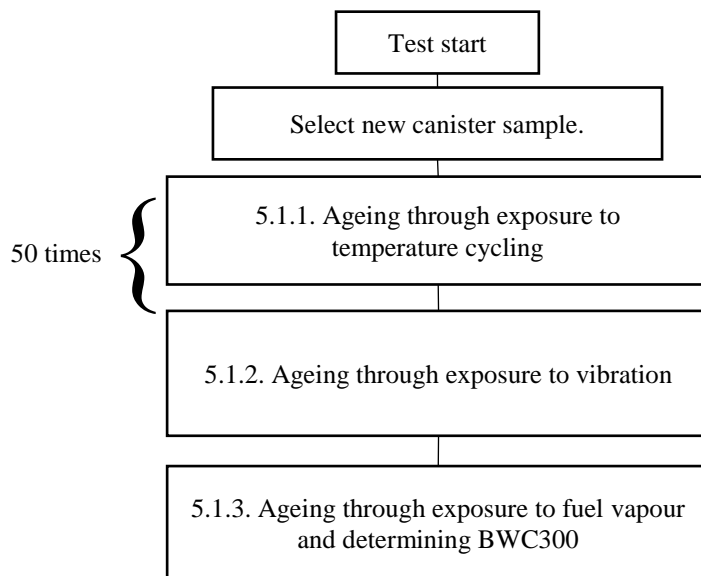 Test start
Select new canister sample.
5.1.1. Ageing through exposure to
temperature cycling
50 times
5.1.2. Ageing through exposure to vibration
5.1.3. Ageing through exposure to fuel vapour
and determining BWC300